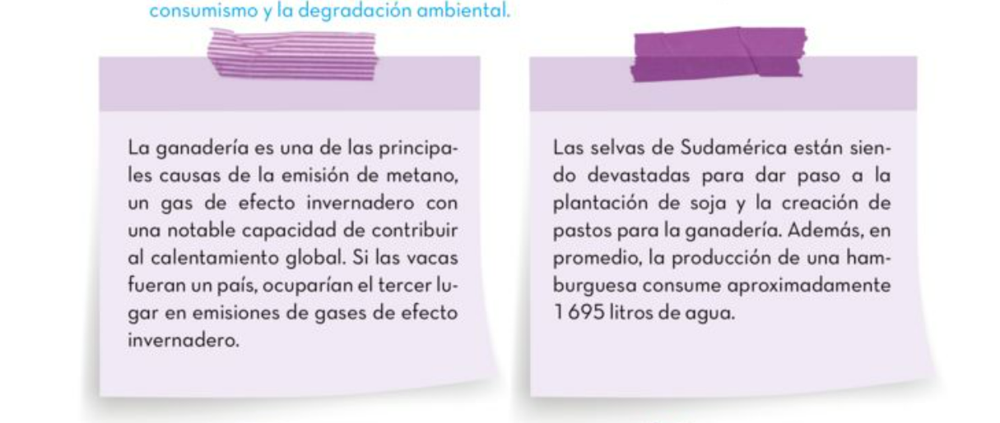 consumismo y la degradación ambiental.
La ganadería es una de las principa-
les causas de la emisión de metano,
un gas de efecto invernadero con
una notable capacidad de contribuir
al calentamiento global. Si las vacas
fueran un país, ocuparían el tercer lu-
gar en emisiones de gases de efecto
invernadero.
Las selvas de Sudamérica están sien-
do devastadas para dar paso a la
plantación de soja y la creación de
pastos para la ganadería. Además, en
promedio, la producción de una ham-
burguesa consume aproximadamente
1 695 litros de agua.